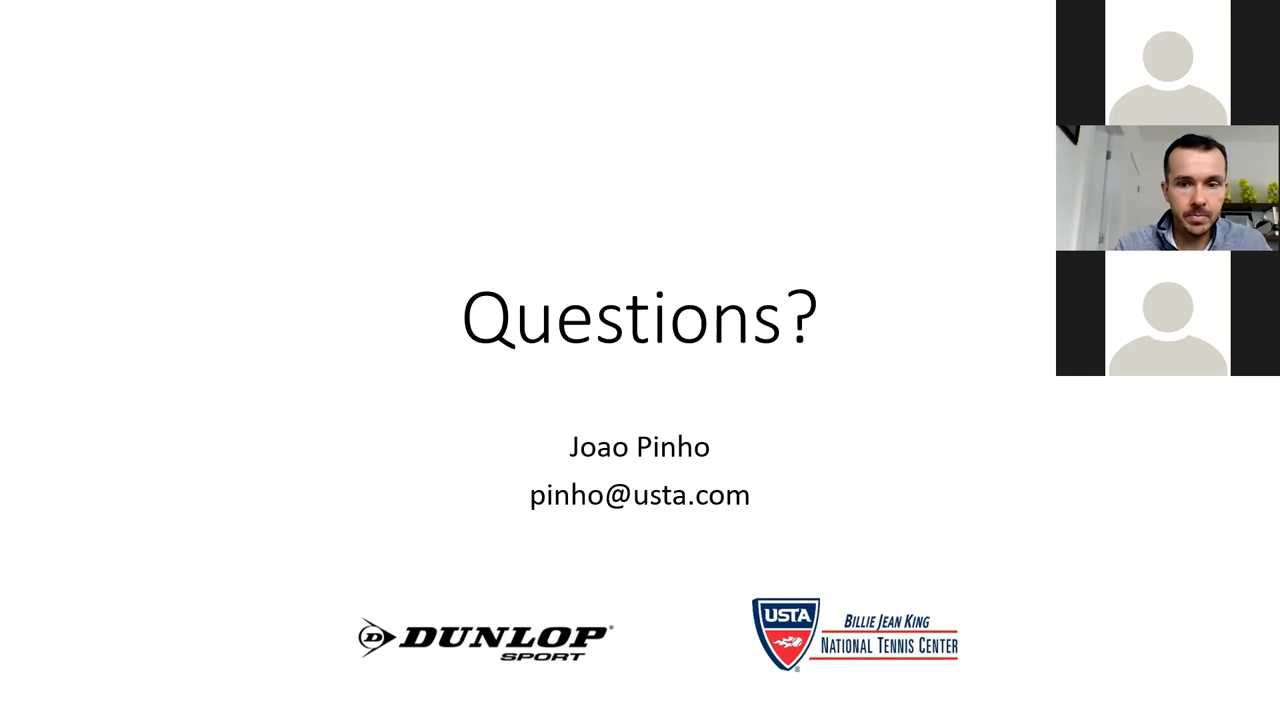 Questions?
Joao Pinho
pinho@usta.com
D DUNLOP®
SPORT
USTA
®
BILLIE JEAN KING
NATIONAL TENNIS CENTER